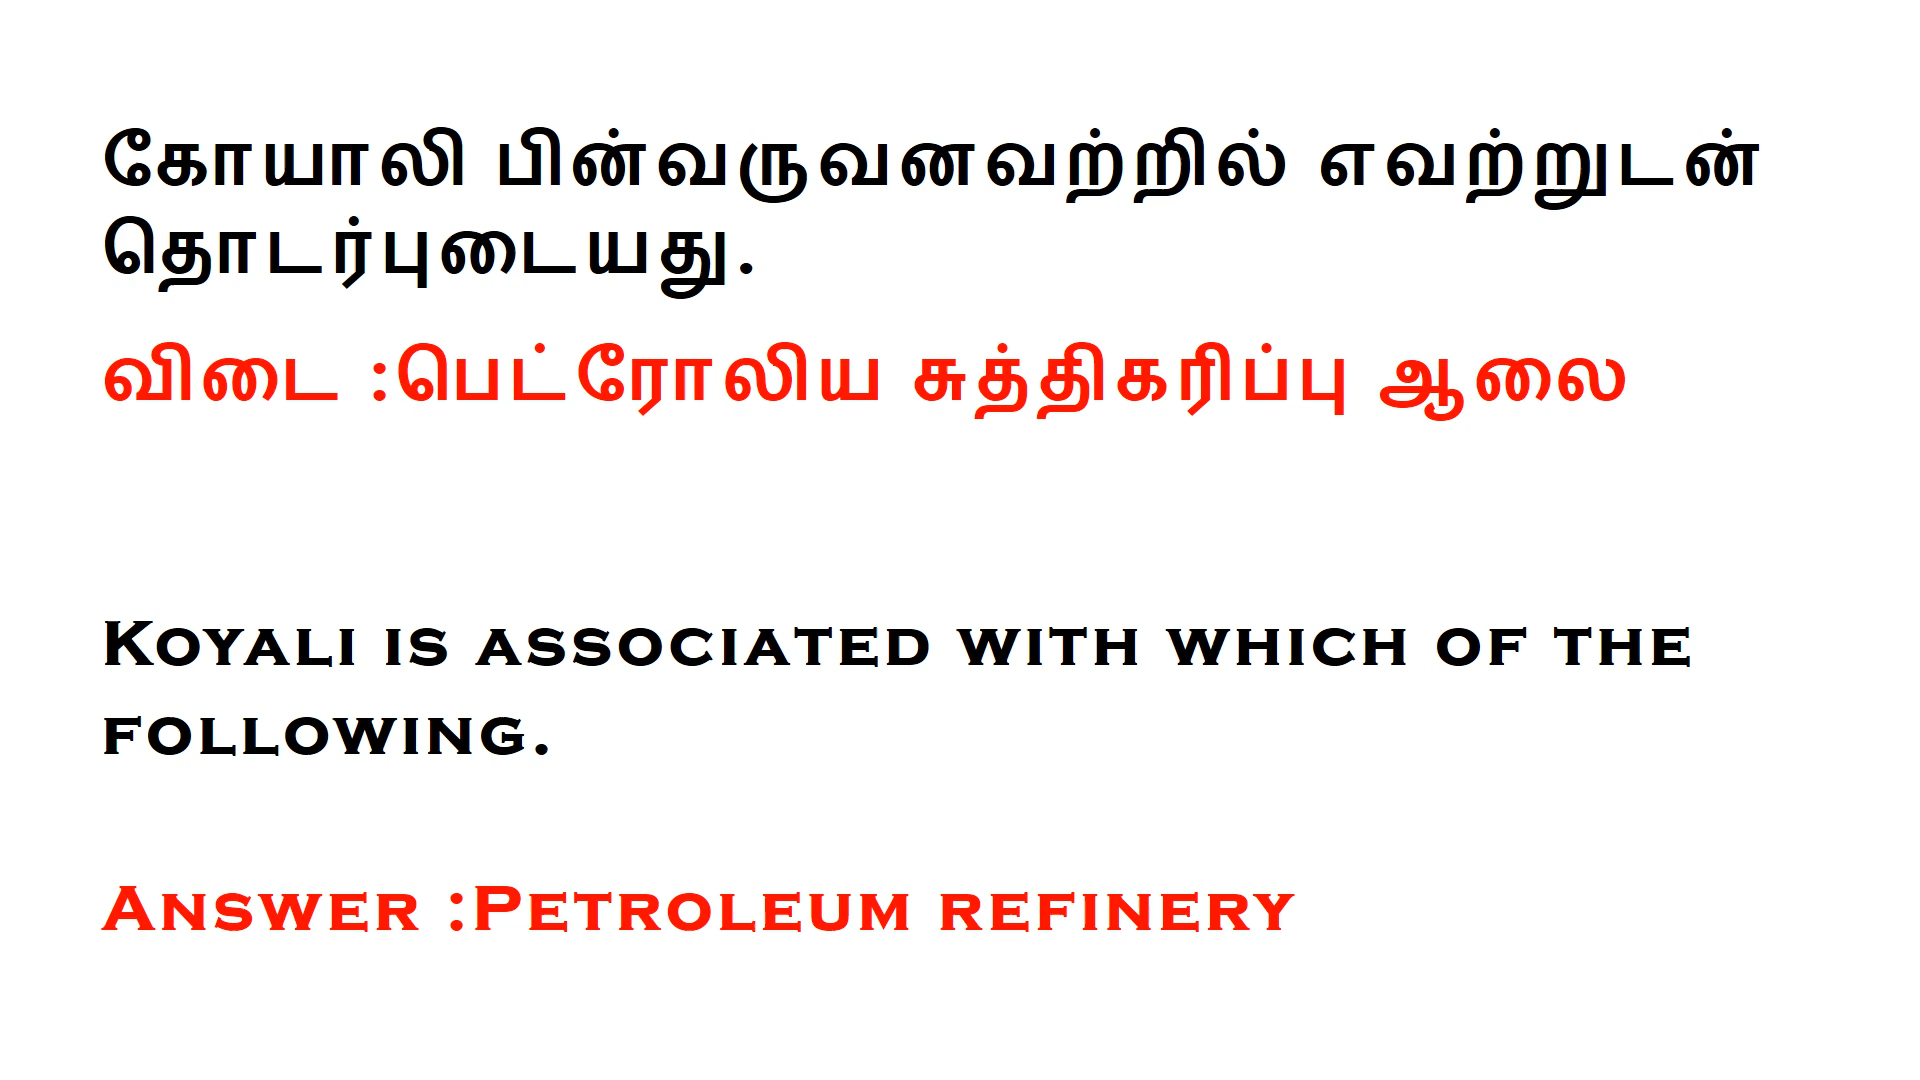 கோயாலி பின்வருவனவற்றில் எவற்றுடன்
தொடர்புடையது.
விடை :பெட்ரோலிய சுத்திகரிப்பு ஆலை
Koyali is associated with which of the
following.
Answer :Petroleum refinery